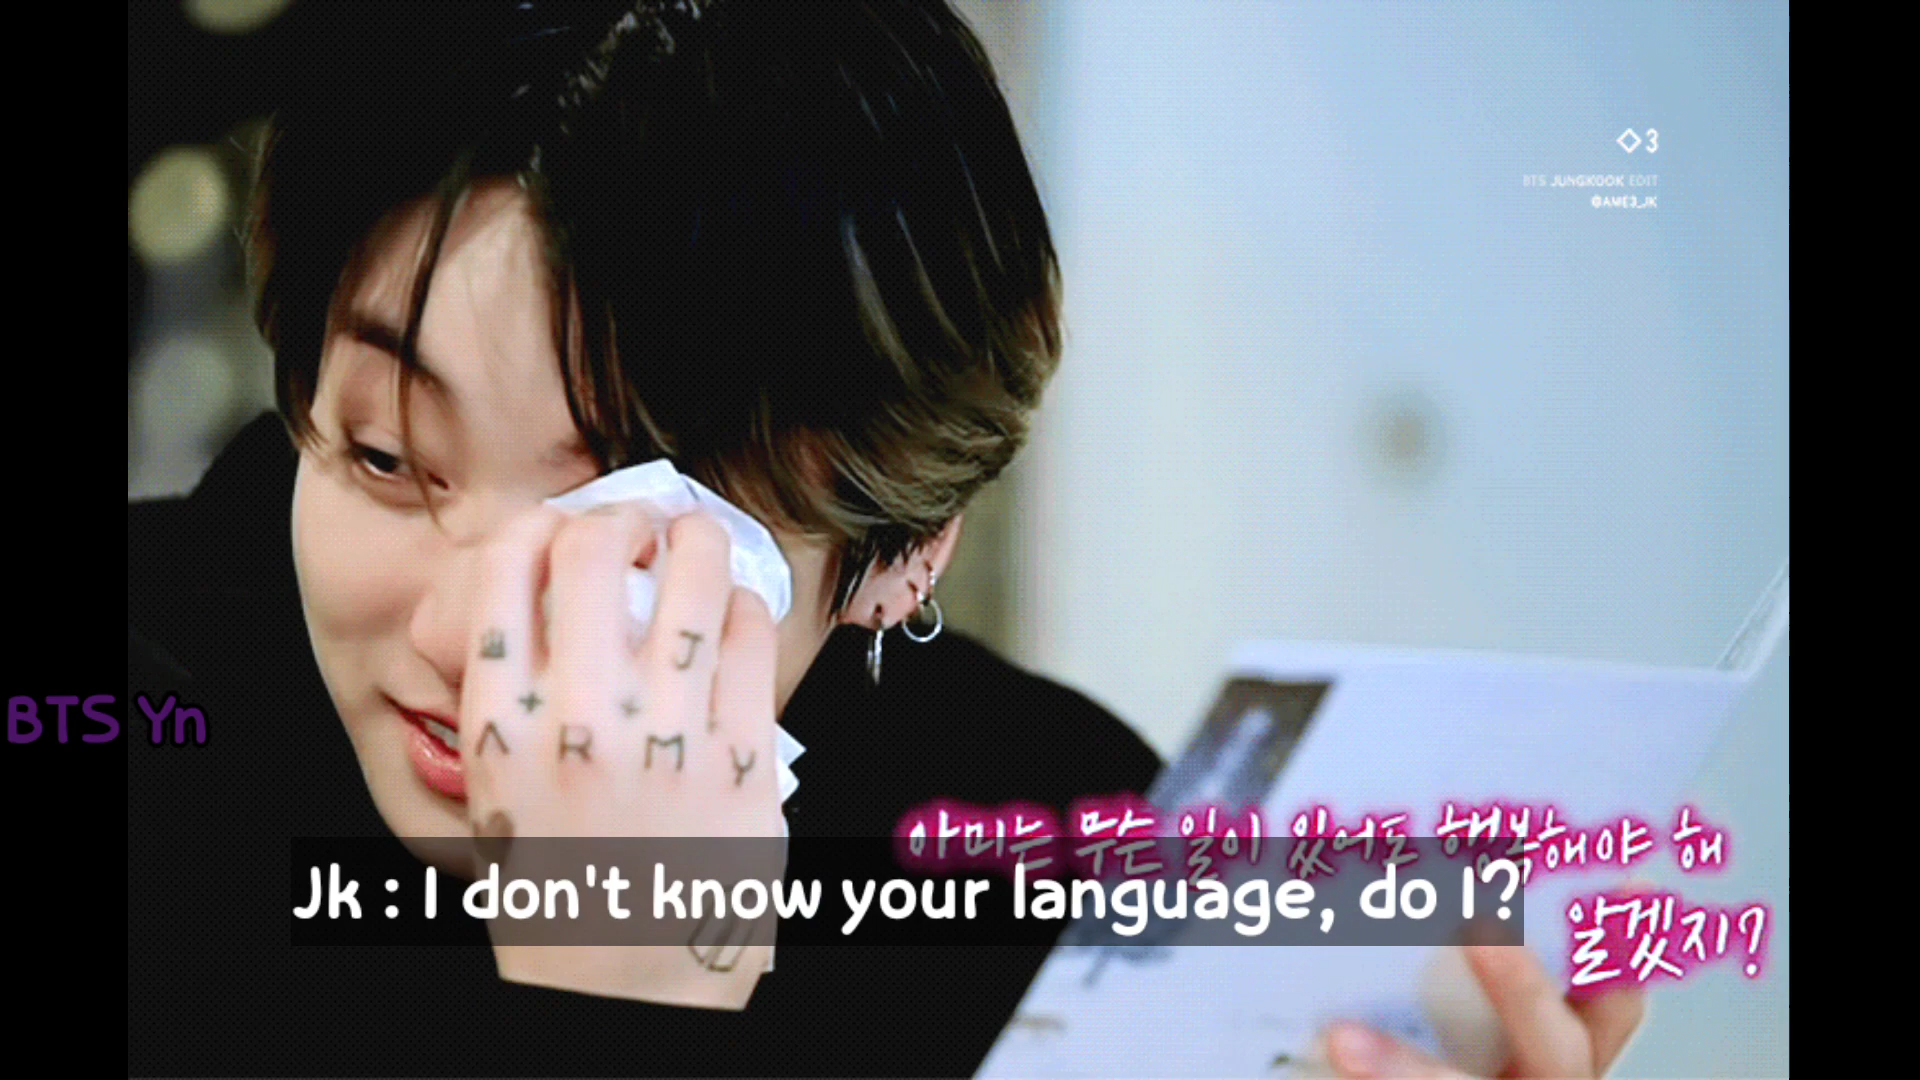 ◇3
BTS JUNGKOOK EDIT
@AME3_JK
J
A R M Y
BTS Yn
아미는 무슨 일이 있어도 행복해야 해
알겠지?
Jk : I don't know your language, do I?